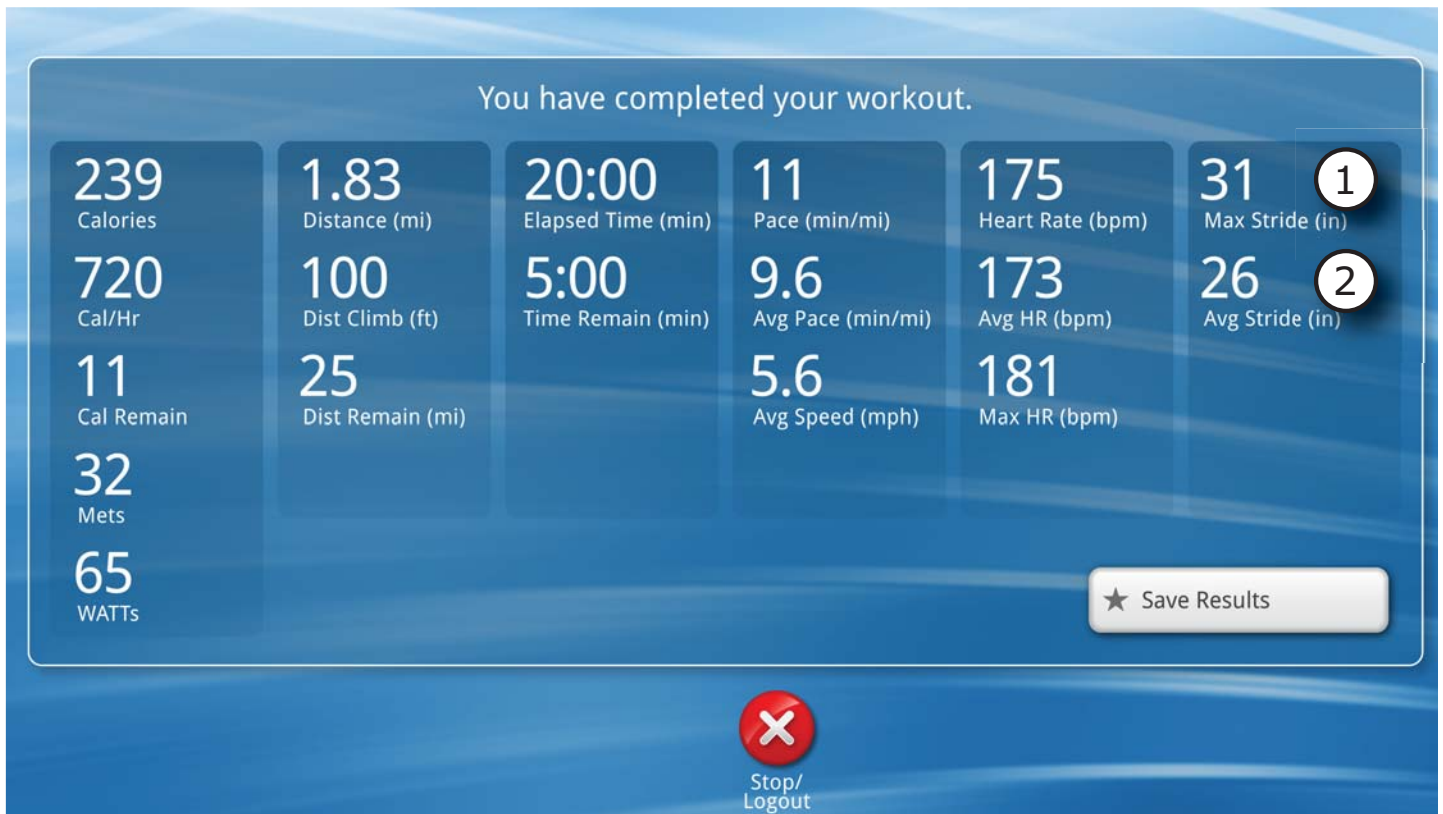 You have completed your workout.
239
Calories
720
Cal/Hr
11
Cal Remain
32
Mets
65
WATTs
1.83
Distance (mi)
100
Dist Climb (ft)
25
Dist Remain (mi)
20:00
Elapsed Time (min)
5:00
Time Remain (min)
11
Pace (min/mi)
9.6
Avg Pace (min/mi)
5.6
Avg Speed (mph)
175
Heart Rate (bpm)
173
Avg HR (bpm)
181
Max HR (bpm)
31
Max Stride (in)
1
26
Avg Stride (in)
2
Save Results
Stop/
Logout